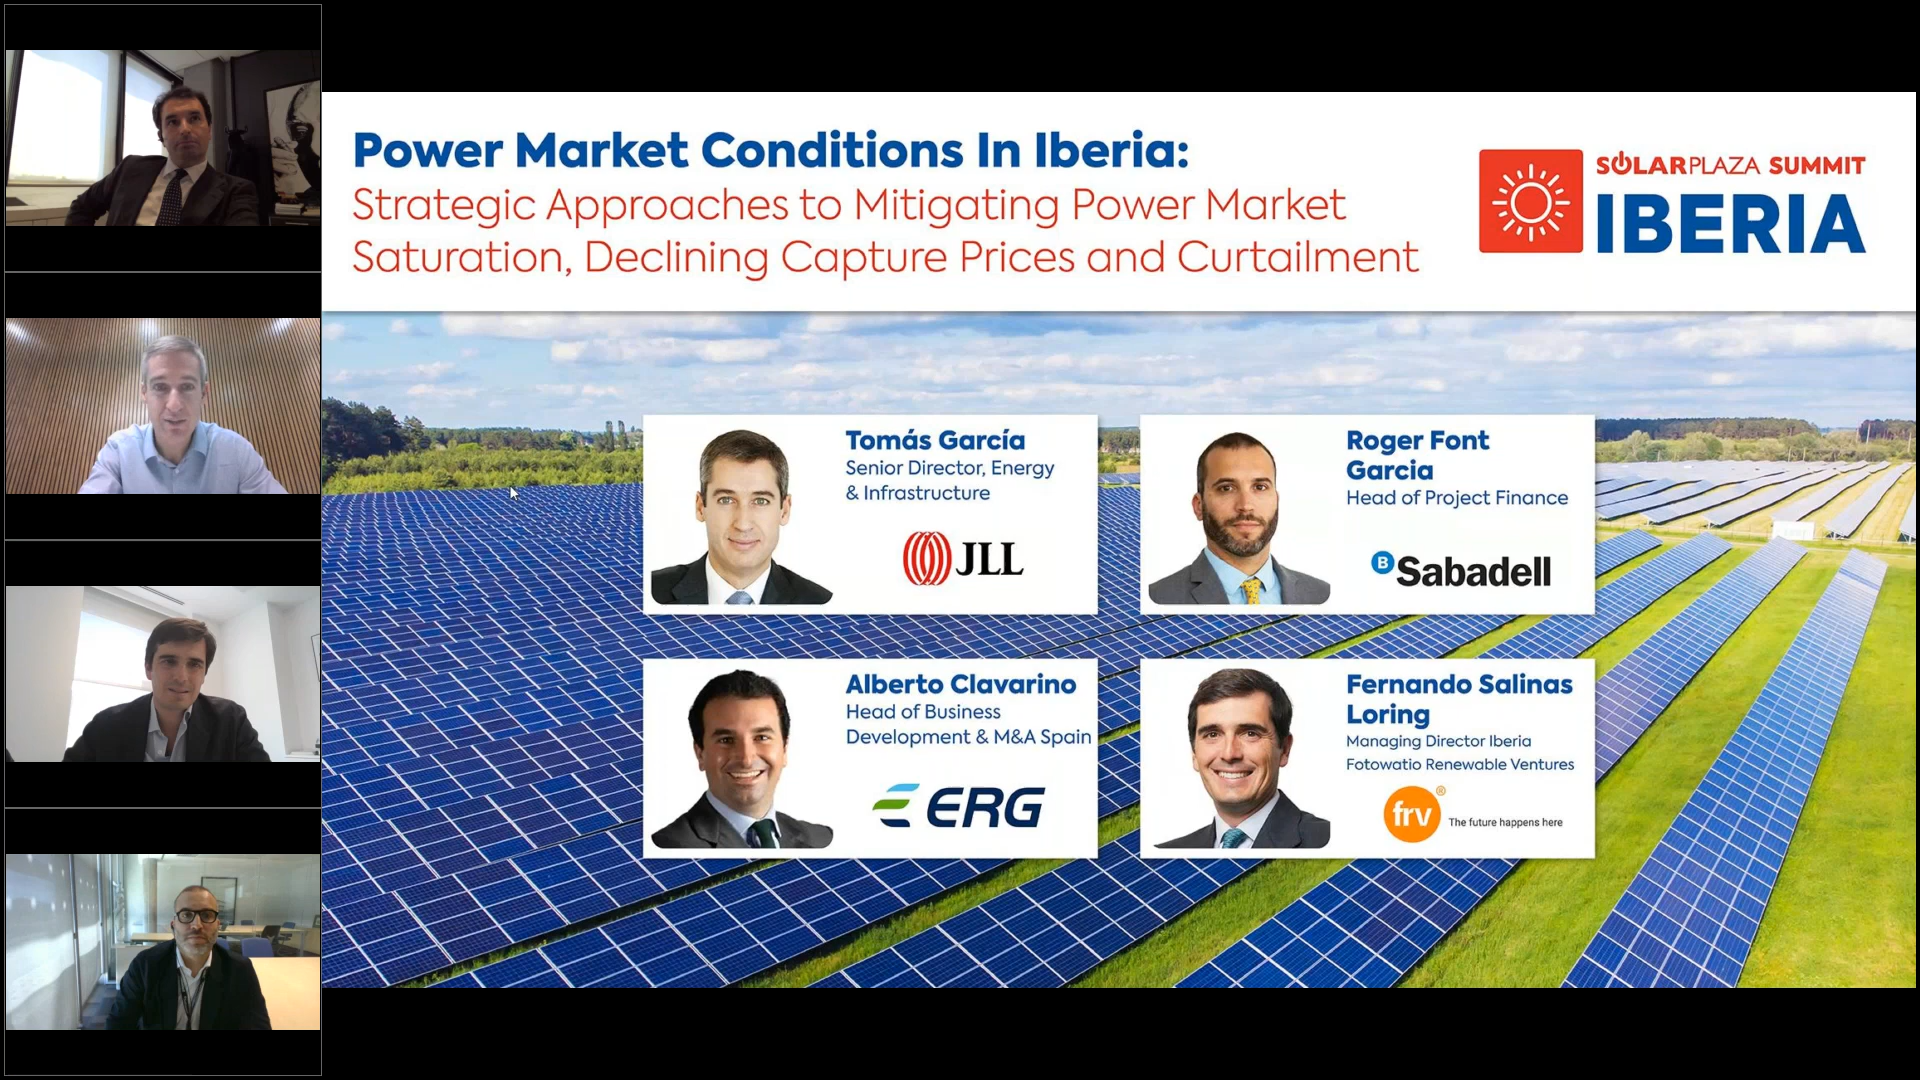 Power Market Conditions In Iberia:
Strategic Approaches to Mitigating Power Market
Saturation, Declining Capture Prices and Curtailment
SOLARPLAZA SUMMIT
IBERIA
Tomás García
Senior Director, Energy
& Infrastructure
JLL
Roger Font
Garcia
Head of Project Finance
B Sabadell
Alberto Clavarino
Head of Business
Development & M&A Spain
ERG
Fernando Salinas
Loring
Managing Director Iberia
Fotowatio Renewable Ventures
frv®
The future happens here